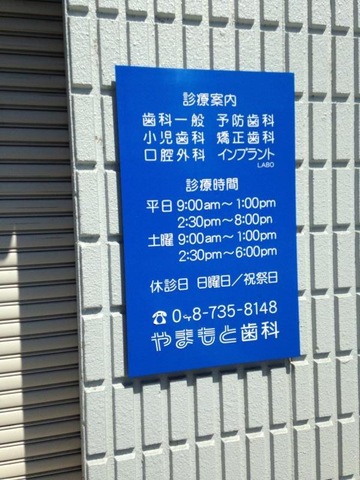 診療案内
歯科一般 予防歯科
小児歯科 矯正歯科
口腔外科 インプラント
LABO
診療時間
平日 9:00am～1:00pm
2:30pm～8:00pn
土曜 9:00am～1:00pm
2:30pm～6:00pm
休診日 日曜日／祝祭日
8-735-8148
やまもと歯科